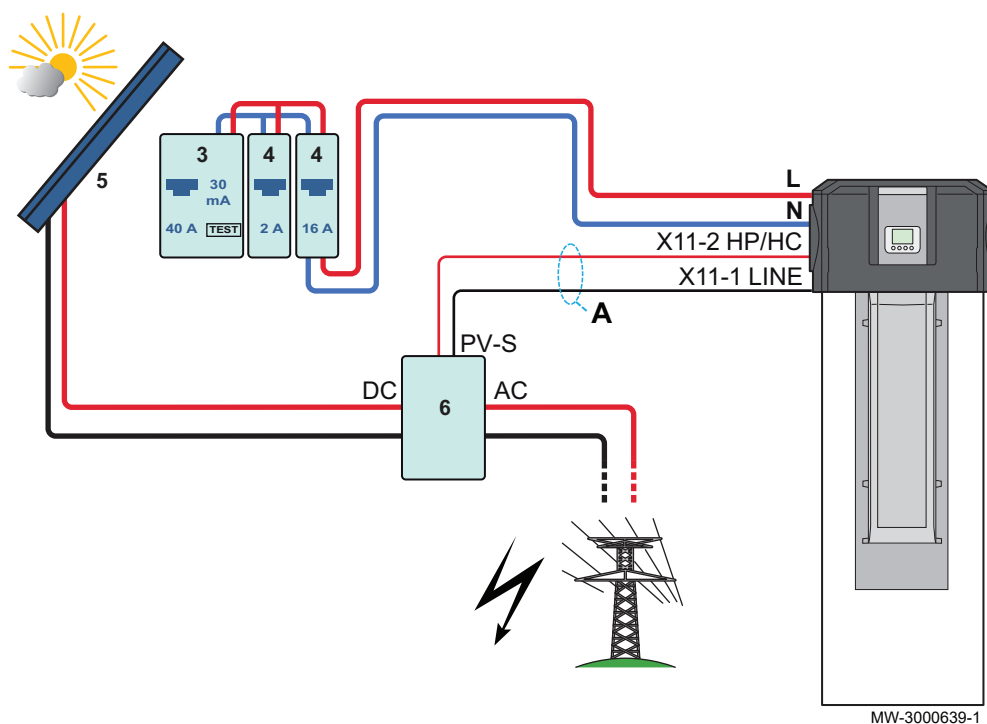 5
3
30
mA
40 A
TEST
4
2 A
4
16 A
L
N
X11-2 HP/HC
X11-1 LINE
A
PV-S
DC
6
AC
MW-3000639-1